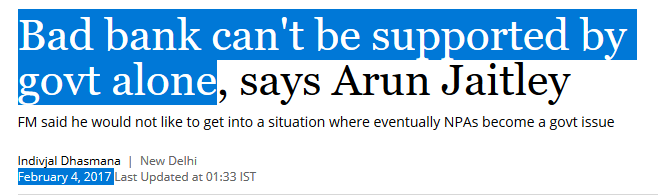 Bad bank can't be supported by
govt alone, says Arun Jaitley
FM said he would not like to get into a situation where eventually NPAs become a govt issue
Indivjal Dhasmana | New Delhi
February 4, 2017 Last Updated at 01:33 IST